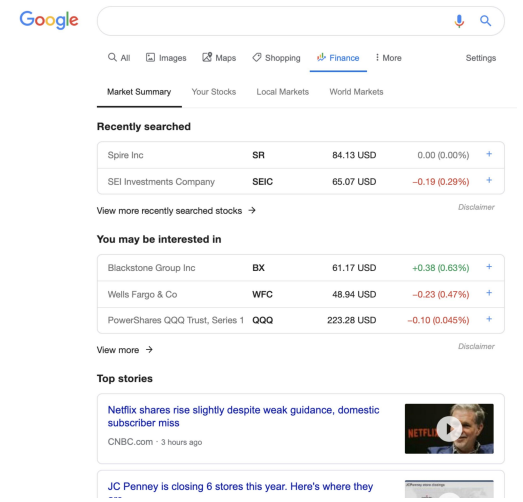 Google
All Images Maps Shopping Finance More Settings
Market Summary Your Stocks Local Markets World Markets
Recently searched
Spire Inc SR 84.13 USD 0.00 (0.00%) +
SEI Investments Company SEIC 65.07 USD −0.19 (0.29%) +
View more recently searched stocks →
Disclaimer
You may be interested in
Blackstone Group Inc BX 61.17 USD +0.38 (0.63%) +
Wells Fargo & Co WFC 48.94 USD −0.23 (0.47%) +
PowerShares QQQ Trust, Series 1 QQQ 223.28 USD −0.10 (0.045%) +
View more →
Disclaimer
Top stories
Netflix shares rise slightly despite weak guidance, domestic
subscriber miss
CNBC.com · 3 hours ago
NETFLI
JC Penney is closing 6 stores this year. Here's where they